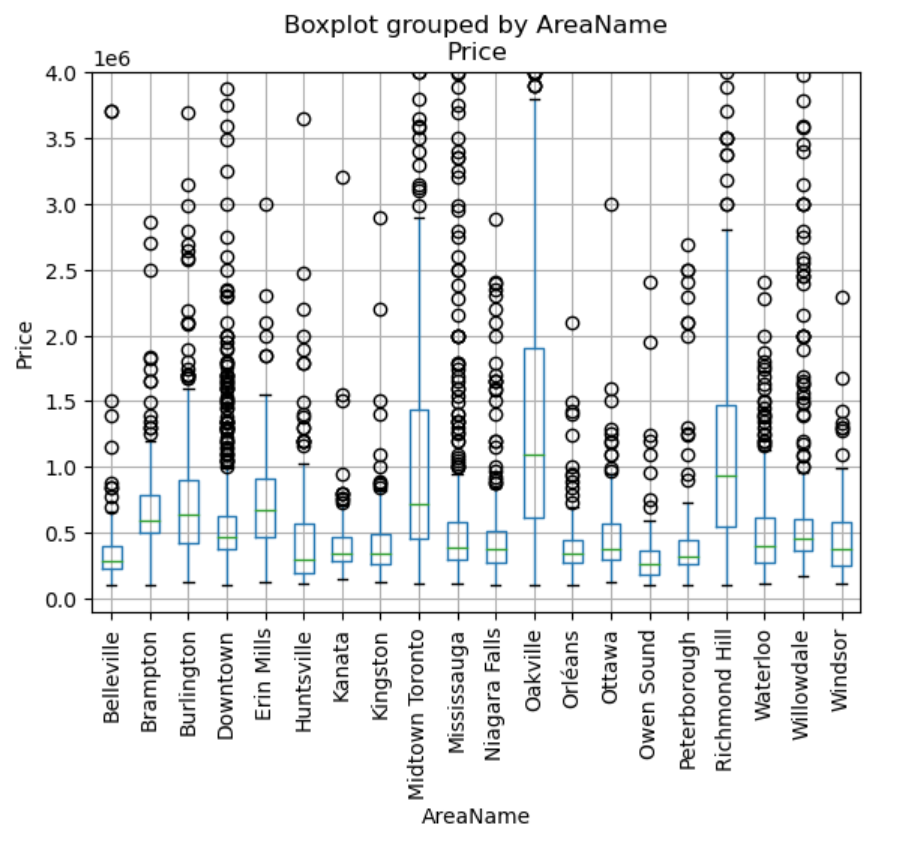 Boxplot grouped by AreaName
Price
1e6
4.0
3.5
3.0
2.5
2.0
1.5
1.0
0.5
0.0
Price
Belleville
Brampton
Burlington
Downtown
Erin Mills
Huntsville
Kanata
Kingston
Midtown Toronto
Mississauga
Niagara Falls
Oakville
Orléans
Ottawa
Owen Sound
Peterborough
Richmond Hill
Waterloo
Willowdale
Windsor
AreaName